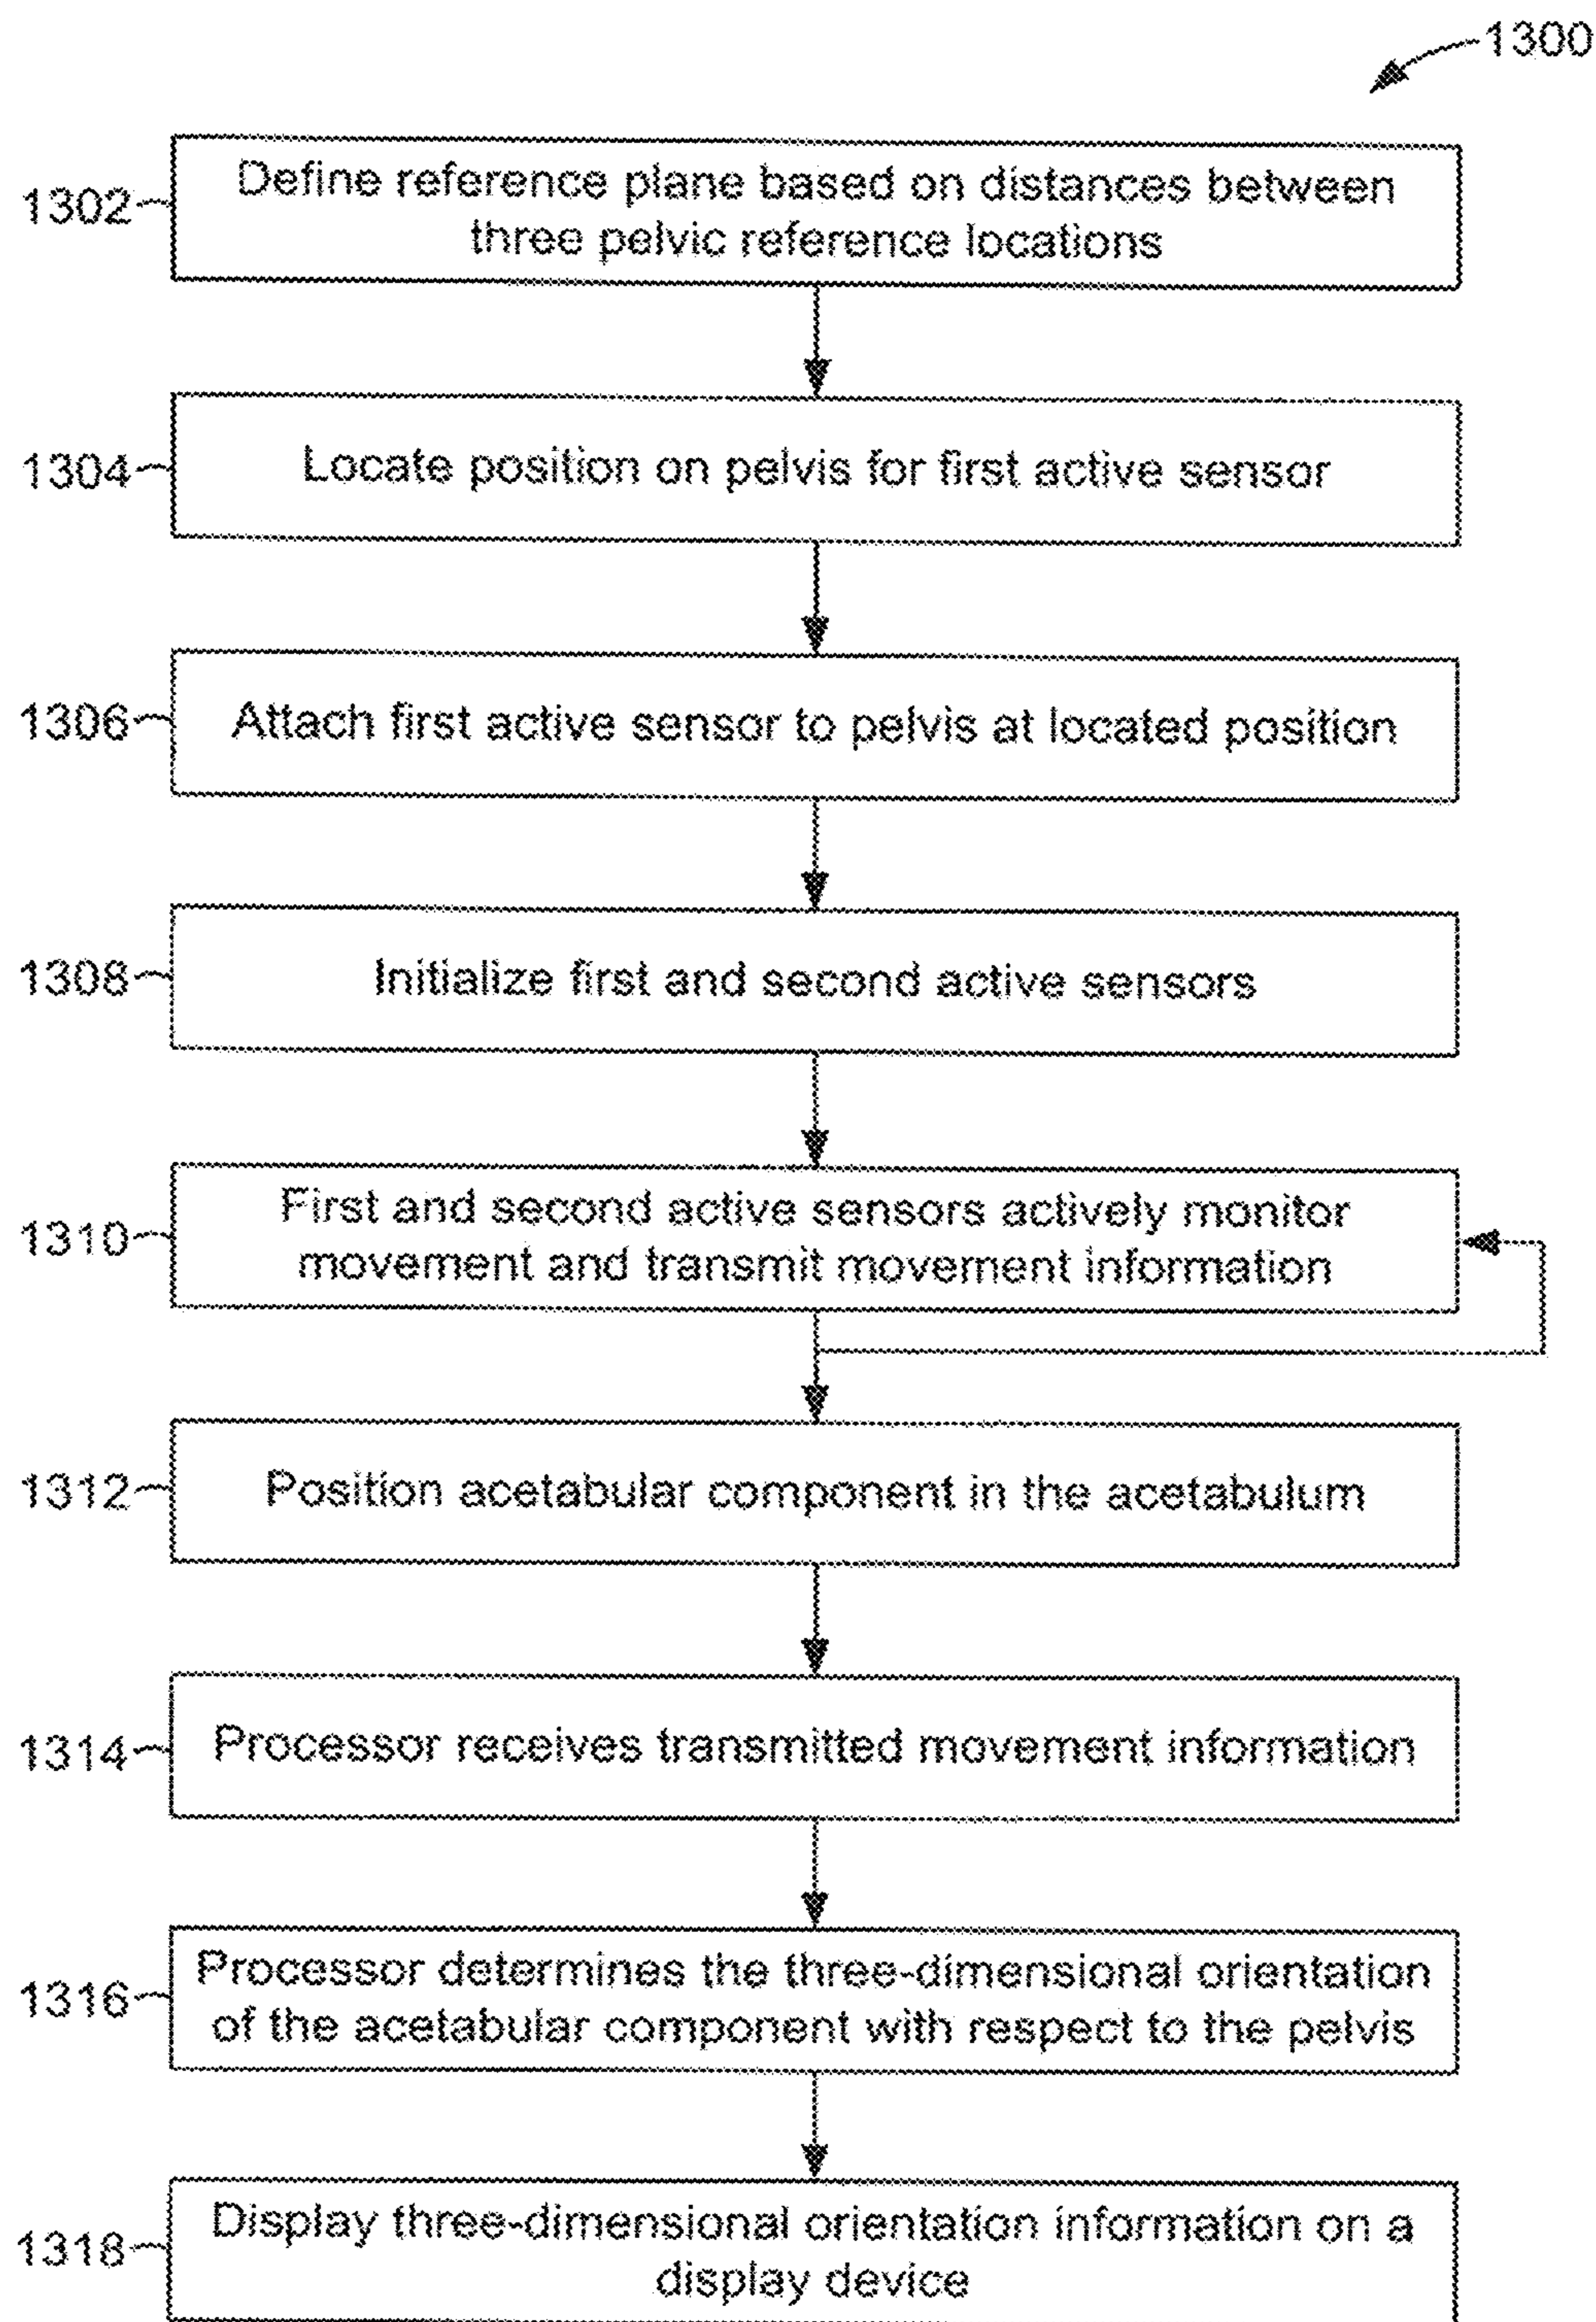 1300
1302
Define reference plane based on distances between
three pelvic reference locations
1304
Locate position on pelvis for first active sensor
1306
Attach first active sensor to pelvis at located position
1308
Initialize first and second active sensors
1310
First and second active sensors actively monitor
movement and transmit movement information
1312
Position acetabular component in the acetabulum
1314
Processor receives transmitted movement information
1316
Processor determines the three-dimensional orientation
of the acetabular component with respect to the pelvis
1318
Display three-dimensional orientation information on a
display device